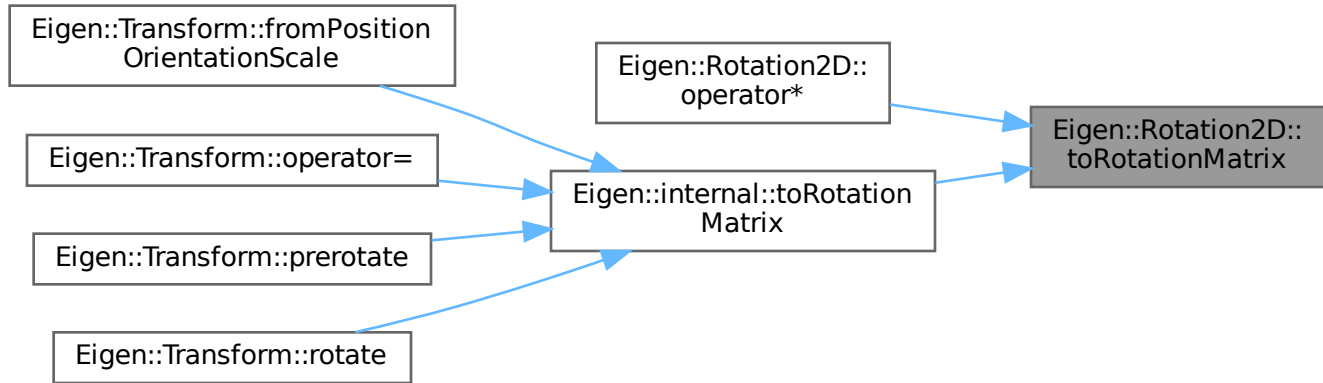 Eigen::Transform::fromPosition
OrientationScale
Eigen::Transform::operator=
Eigen::Transform::prerotate
Eigen::Transform::rotate
Eigen::Rotation2D::
operator*
Eigen::internal::toRotation
Matrix
Eigen::Rotation2D::
toRotationMatrix